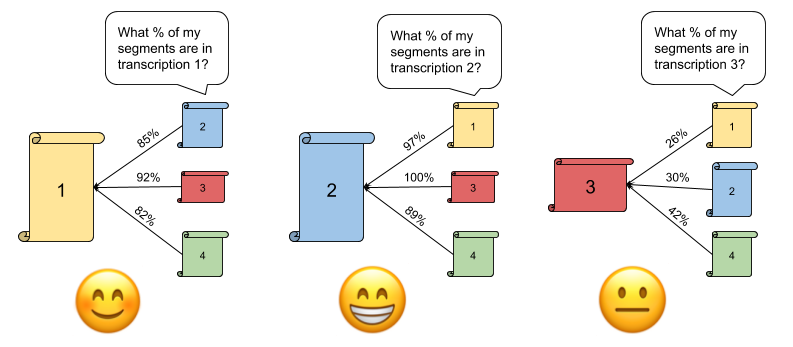 What % of my
segments are in
transcription 1?
1
2
3
4
85%
92%
82%
What % of my
segments are in
transcription 2?
2
1
3
4
97%
100%
89%
What % of my
segments are in
transcription 3?
3
1
2
4
26%
30%
42%